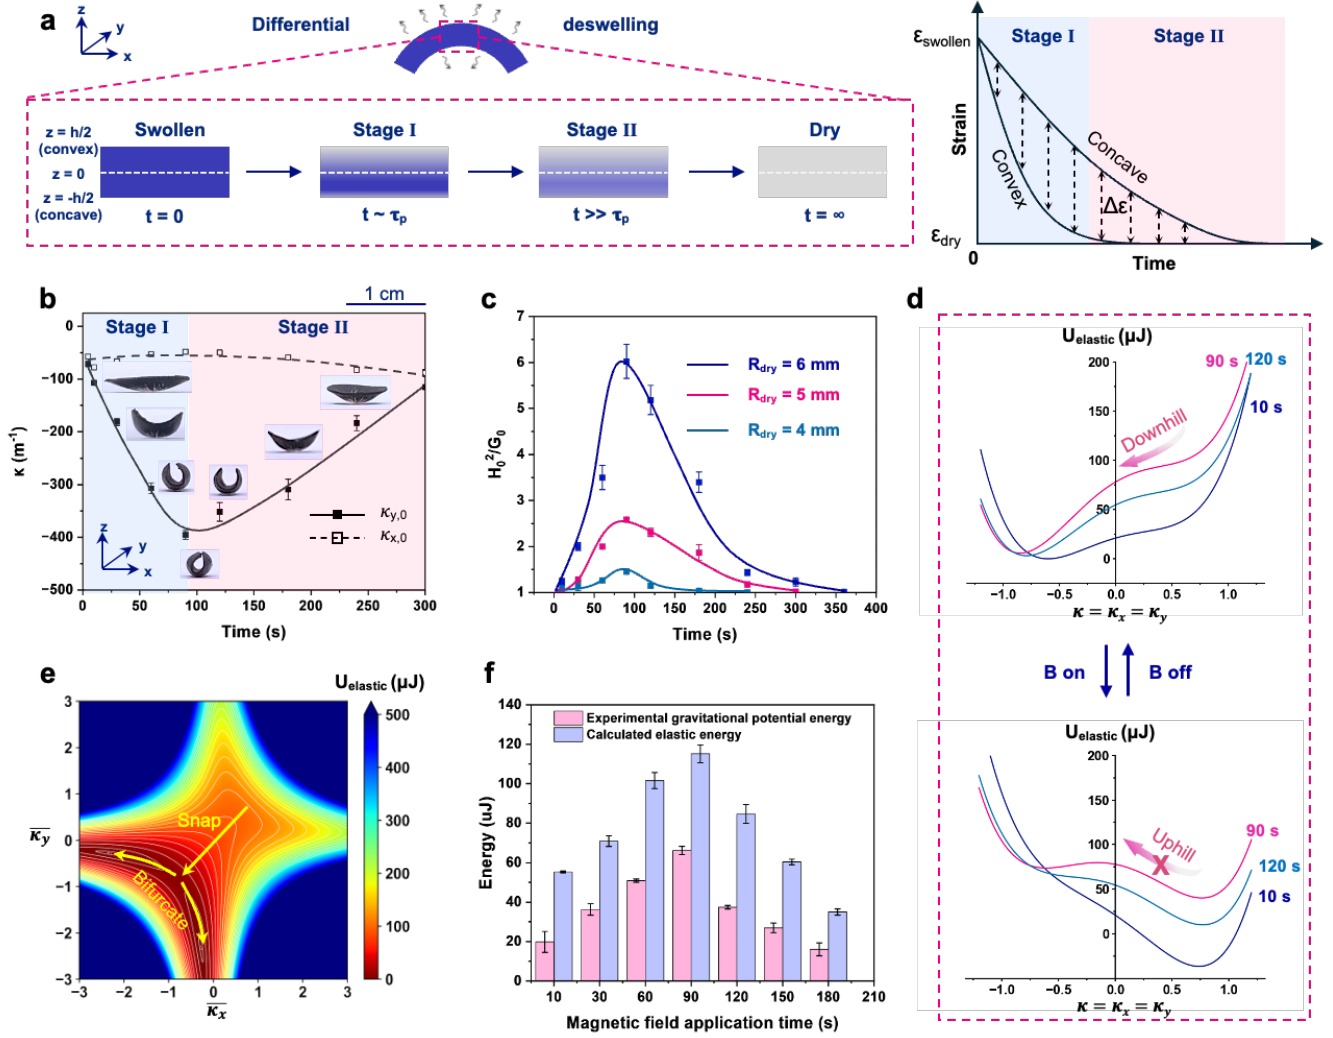 a
z
y
x
Differential
deswelling
z = h/2
(convex)
z = 0
z = -h/2
(concave)
Swollen
Stage I
Stage II
Dry
t = 0
t ~ τp
t >> τp
t = ∞
Stage I
Stage II
εswollen
Strain
Convex
Concave
Δε
εdry
0
Time
b
1 cm
Stage I
Stage II
0
−100
−200
−300
−400
−500
κ (m⁻¹)
κy,0
κx,0
z
y
x
0
50
100
150
200
250
300
Time (s)
c
7
6
5
4
3
2
1
H₀²/G₀
Rdry = 6 mm
Rdry = 5 mm
Rdry = 4 mm
0
50
100
150
200
250
300
350
400
Time (s)
d
Uelastic (µJ)
200
150
100
50
0
90 s
120 s
10 s
Downhill
−1.0
−0.5
0.0
0.5
1.0
κ = κx = κy
B on
B off
Uelastic (µJ)
200
150
100
50
0
Uphill
X
90 s
120 s
10 s
−1.0
−0.5
0.0
0.5
1.0
κ = κx = κy
e
Uelastic (µJ)
3
2
1
0
−1
−2
−3
κy
Snap
Bifurcate
−3
−2
−1
0
1
2
3
κx
500
400
300
200
100
0
f
140
120
100
80
60
40
20
0
Energy (uJ)
Experimental gravitational potential energy
Calculated elastic energy
10
30
60
90
120
150
180
210
Magnetic field application time (s)